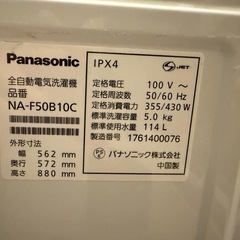 Panasonic
全自動電気洗濯機
品番
NA-F50B10C
外形寸法
幅 562 mm
奥行 572 mm
高さ 880 mm
IPX4
JET
定格電圧 100 V ～
定格周波数 50/60 Hz
定格消費電力 355/430 W
標準洗濯容量 5.0 kg
標準使用水量 114 L
製造番号 1761400076
パナソニック株式会社
中国製